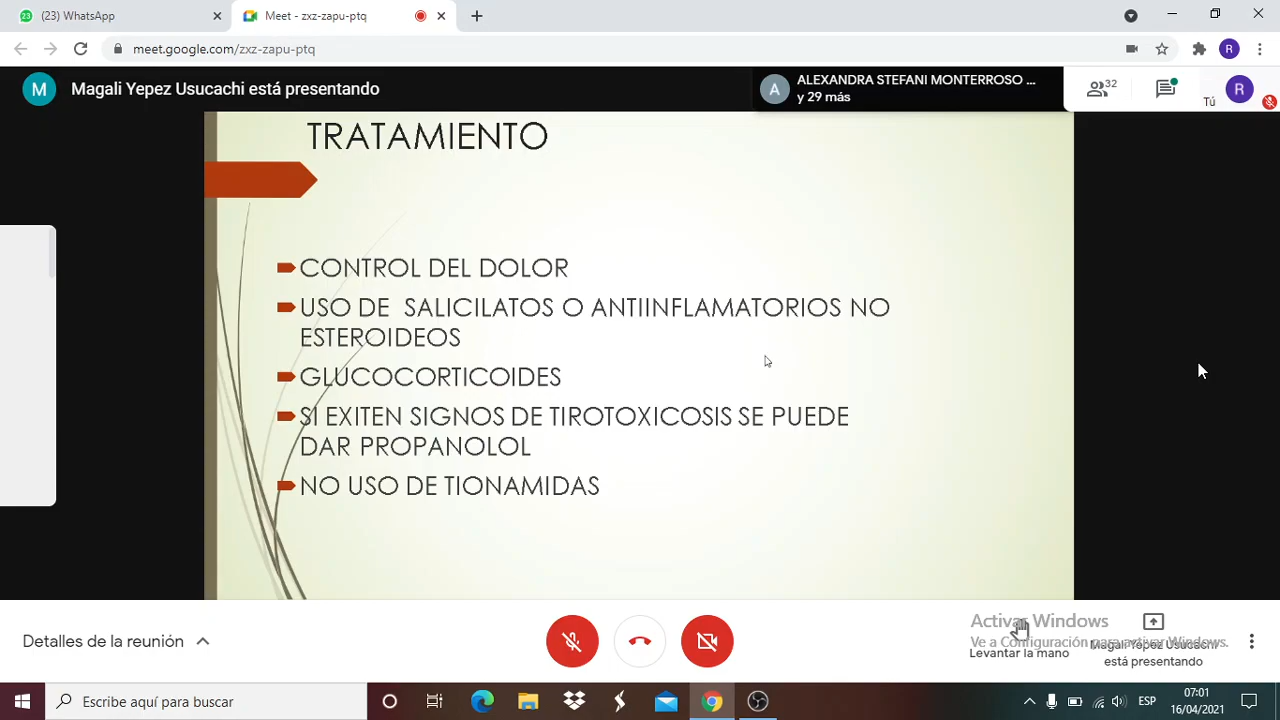 (23) WhatsApp
Meet - zxz-zapu-ptq
meet.google.com/zxz-zapu-ptq
R
M
Magali Yepez Usucachi está presentando
A
ALEXANDRA STEFANI MONTERROSO ...
y 29 más
32
Tú
R
TRATAMIENTO
CONTROL DEL DOLOR
USO DE SALICILATOS O ANTIINFLAMATORIOS NO
ESTEROIDEOS
GLUCOCORTICOIDES
SI EXITEN SIGNOS DE TIROTOXICOSIS SE PUEDE
DAR PROPANOLOL
NO USO DE TIONAMIDAS
Detalles de la reunión
Activar Windows
Ve a Configuración para activar Windows.
Levantar la mano
Magali Yepez Usucachi
está presentando
Escribe aquí para buscar
ESP
07:01
16/04/2021